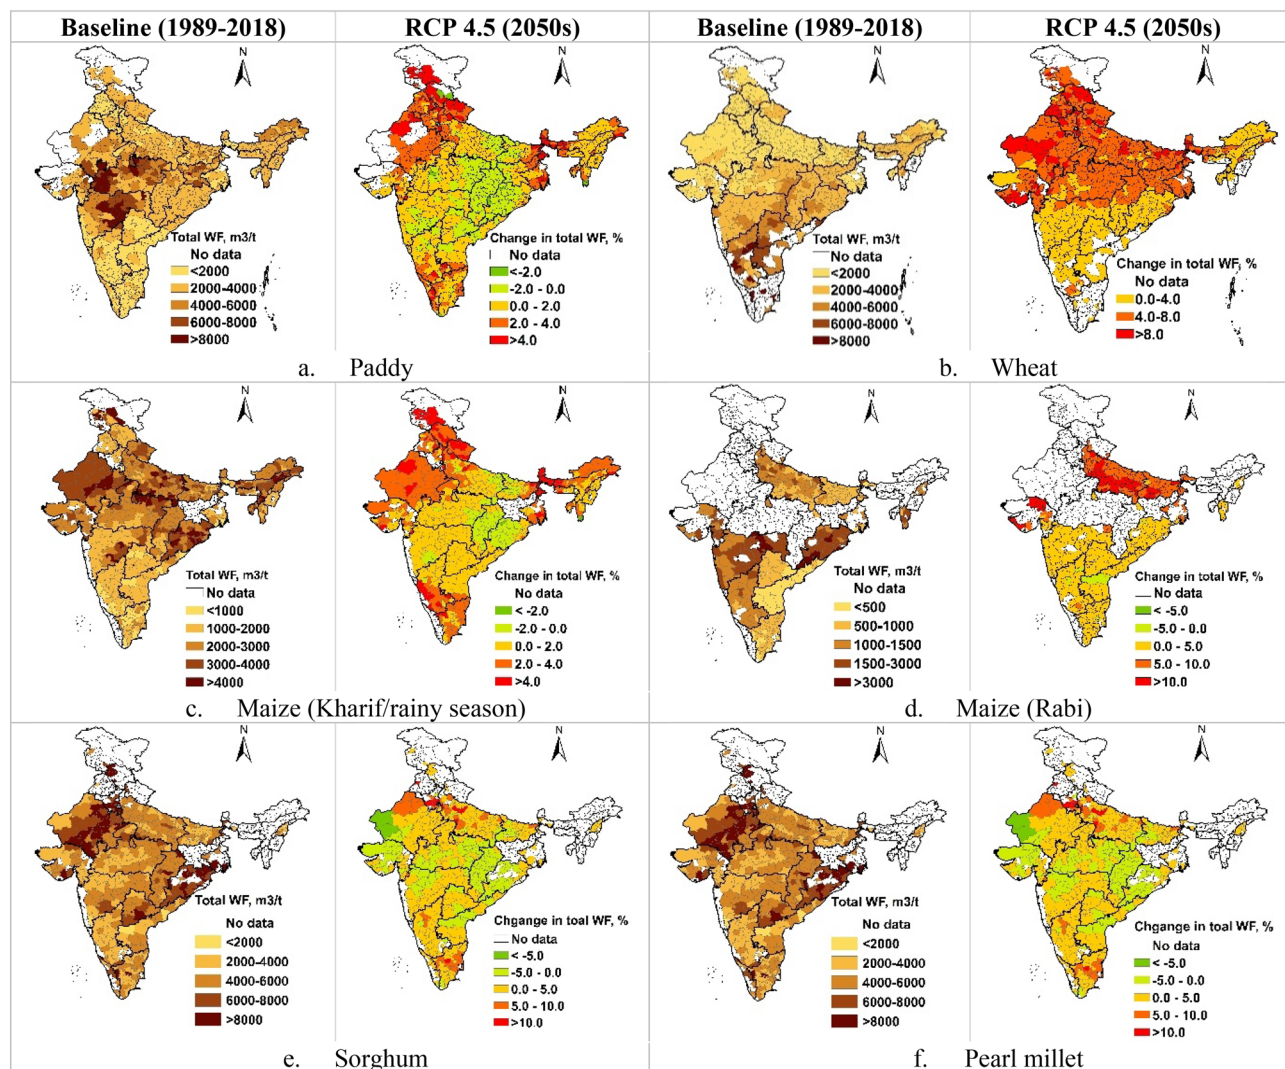 Baseline (1989-2018)
RCP 4.5 (2050s)
Baseline (1989-2018)
RCP 4.5 (2050s)
N
Total WF, m3/t
No data
<2000
2000-4000
4000-6000
6000-8000
>8000
N
Change in total WF, %
No data
<-2.0
-2.0 - 0.0
0.0 - 2.0
2.0 - 4.0
>4.0
N
Total WF, m3/t
No data
<2000
2000-4000
4000-6000
6000-8000
>8000
N
Change in total WF, %
No data
0.0-4.0
4.0-8.0
>8.0
a. Paddy
b. Wheat
N
Total WF, m3/t
No data
<1000
1000-2000
2000-3000
3000-4000
>4000
N
Change in total WF, %
No data
< -2.0
-2.0 - 0.0
0.0 - 2.0
2.0 - 4.0
>4.0
N
Total WF, m3/t
No data
<500
500-1000
1000-1500
1500-3000
>3000
N
Change in total WF, %
No data
< -5.0
-5.0 - 0.0
0.0 - 5.0
5.0 - 10.0
>10.0
c. Maize (Kharif/rainy season)
d. Maize (Rabi)
N
Total WF, m3/t
No data
<2000
2000-4000
4000-6000
6000-8000
>8000
N
Chgange in toal WF, %
No data
< -5.0
-5.0 - 0.0
0.0 - 5.0
5.0 - 10.0
>10.0
N
Total WF, m3/t
No data
<2000
2000-4000
4000-6000
6000-8000
>8000
N
Chgange in toal WF, %
No data
< -5.0
-5.0 - 0.0
0.0 - 5.0
5.0 - 10.0
>10.0
e. Sorghum
f. Pearl millet